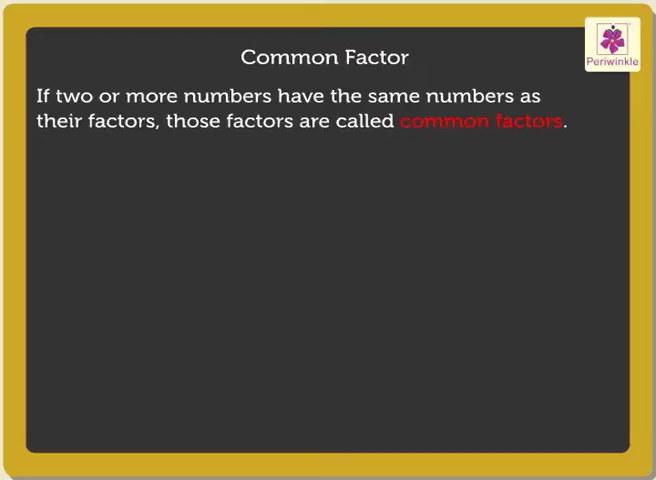 Common Factor
Periwinkle
If two or more numbers have the same numbers as
their factors, those factors are called common factors.